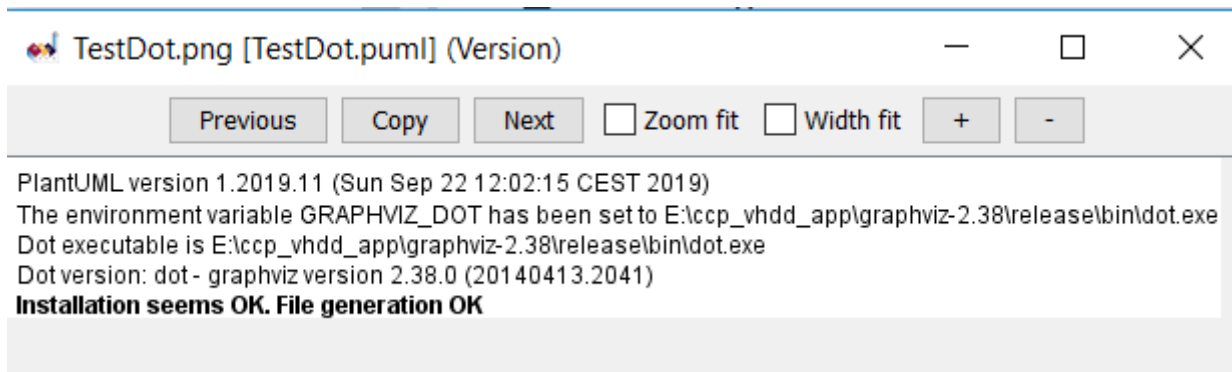 TestDot.png [TestDot.puml] (Version)
Previous Copy Next Zoom fit Width fit + -
PlantUML version 1.2019.11 (Sun Sep 22 12:02:15 CEST 2019)
The environment variable GRAPHVIZ_DOT has been set to E:\ccp_vhdd_app\graphviz-2.38\release\bin\dot.exe
Dot executable is E:\ccp_vhdd_app\graphviz-2.38\release\bin\dot.exe
Dot version: dot - graphviz version 2.38.0 (20140413.2041)
Installation seems OK. File generation OK